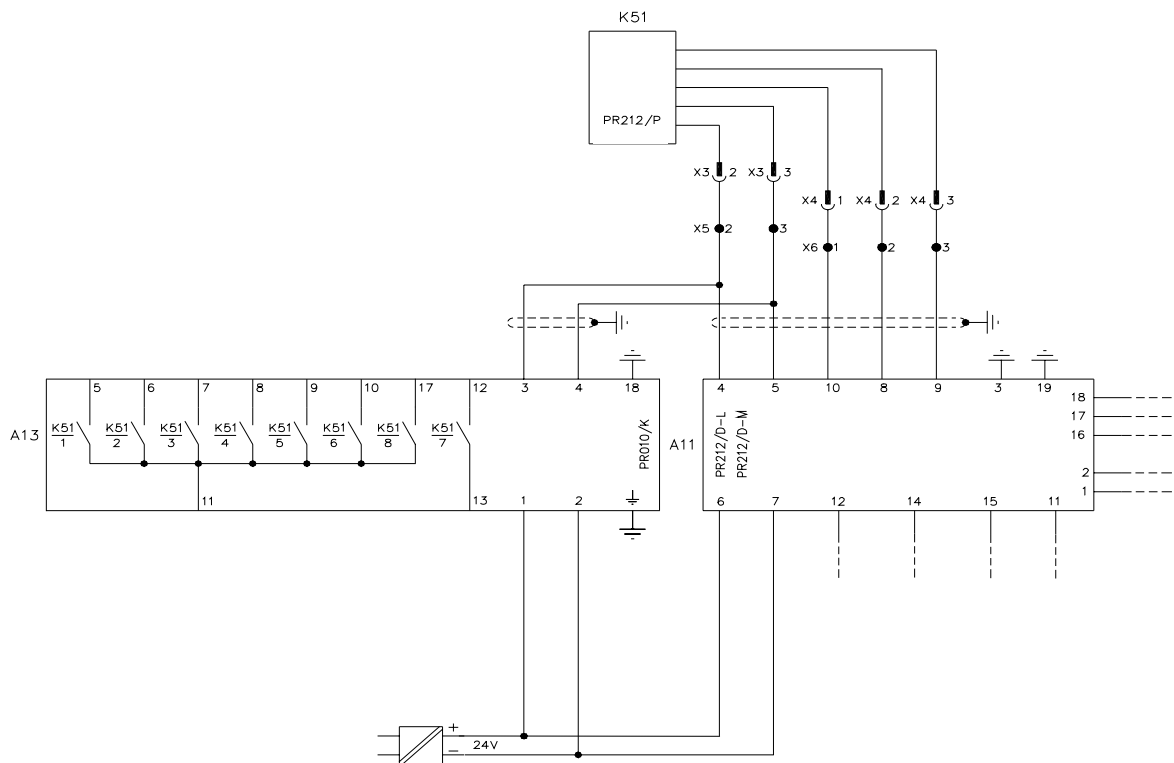 K51
PR212/P
X3 2 X3 3
X4 1 X4 2 X4 3
X5 2 3
X6 1 2 3
5 6 7 8 9 10 17 12 3 4 18
4 5 10 8 9 3 19
A13
K51
1
K51
2
K51
3
K51
4
K51
5
K51
6
K51
8
K51
7
PR010/K
11 13 1 2
A11
PR212/D-L
PR212/D-M
18
17
16
2
1
6 7 12 14 15 11
+
24V
−